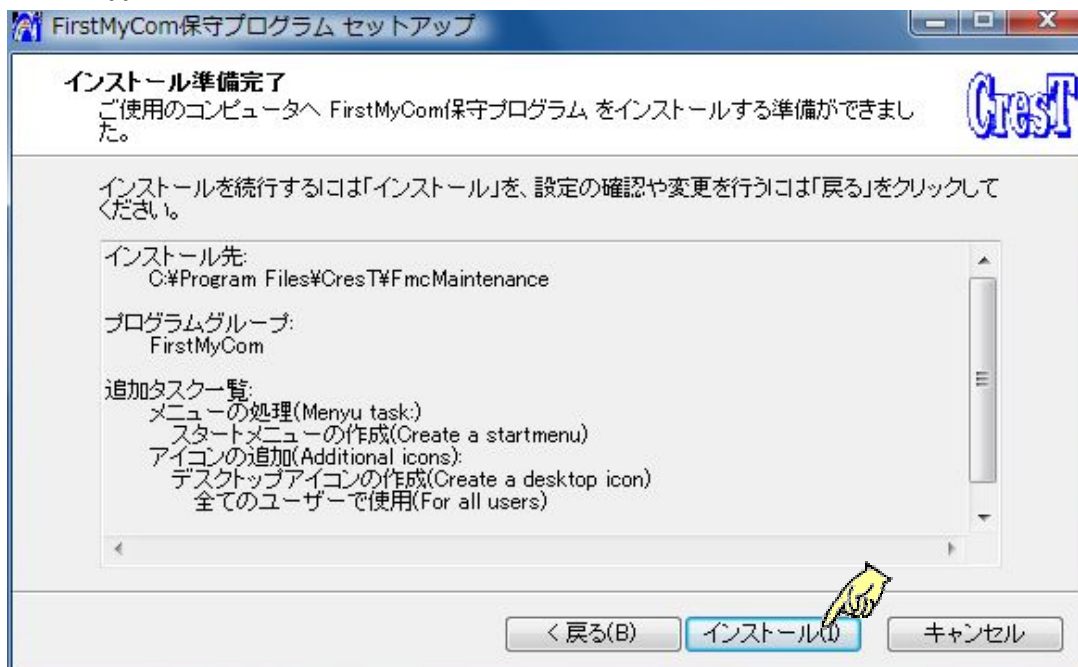 FirstMyCom保守プログラム セットアップ
インストール準備完了
ご使用のコンピュータへ FirstMyCom保守プログラム をインストールする準備ができまし
た。
CresT
インストールを続行するには「インストール」を、設定の確認や変更を行うには「戻る」をクリックして
ください。
インストール先:
C:¥Program Files¥CresT¥FmcMaintenance
プログラムグループ:
FirstMyCom
追加タスク一覧:
メニューの処理(Menyu task:)
スタートメニューの作成(Create a startmenu)
アイコンの追加(Additional icons):
デスクトップアイコンの作成(Create a desktop icon)
全てのユーザーで使用(For all users)
< 戻る(B)
インストール(I)
キャンセル